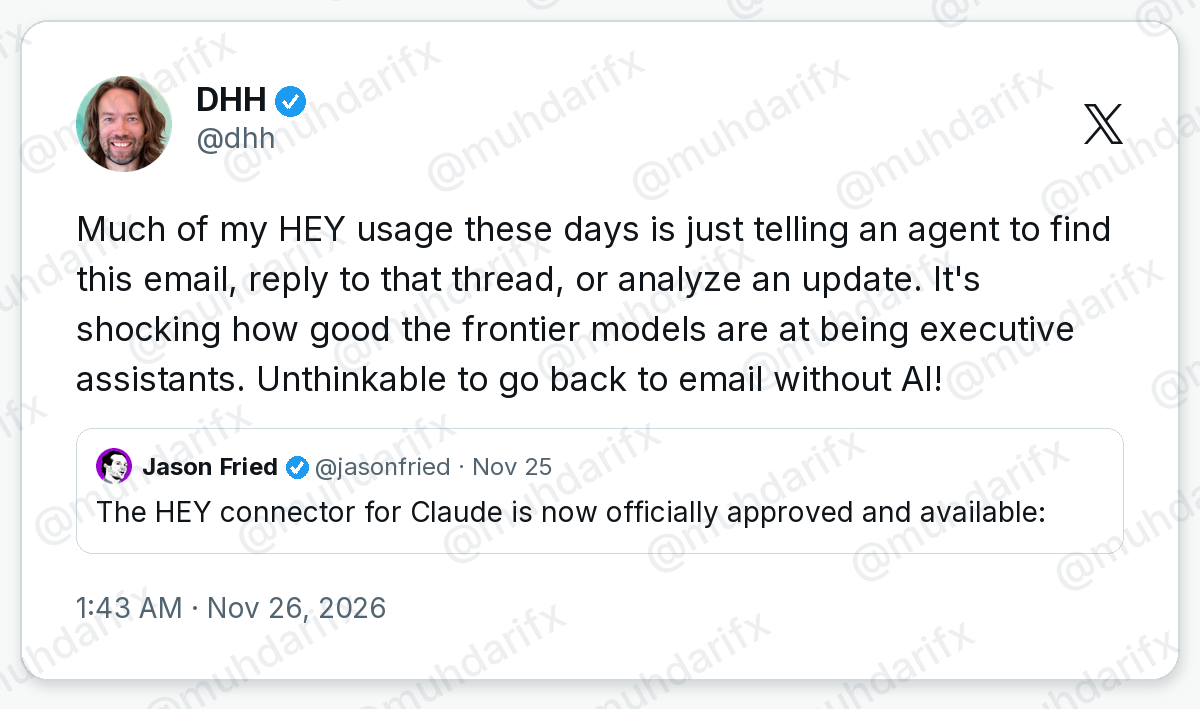 DHH
@dhh
Much of my HEY usage these days is just telling an agent to find
this email, reply to that thread, or analyze an update. It's
shocking how good the frontier models are at being executive
assistants. Unthinkable to go back to email without AI!
Jason Fried @jasonfried · Nov 25
The HEY connector for Claude is now officially approved and available:
1:43 AM · Nov 26, 2026
@muhdarifx